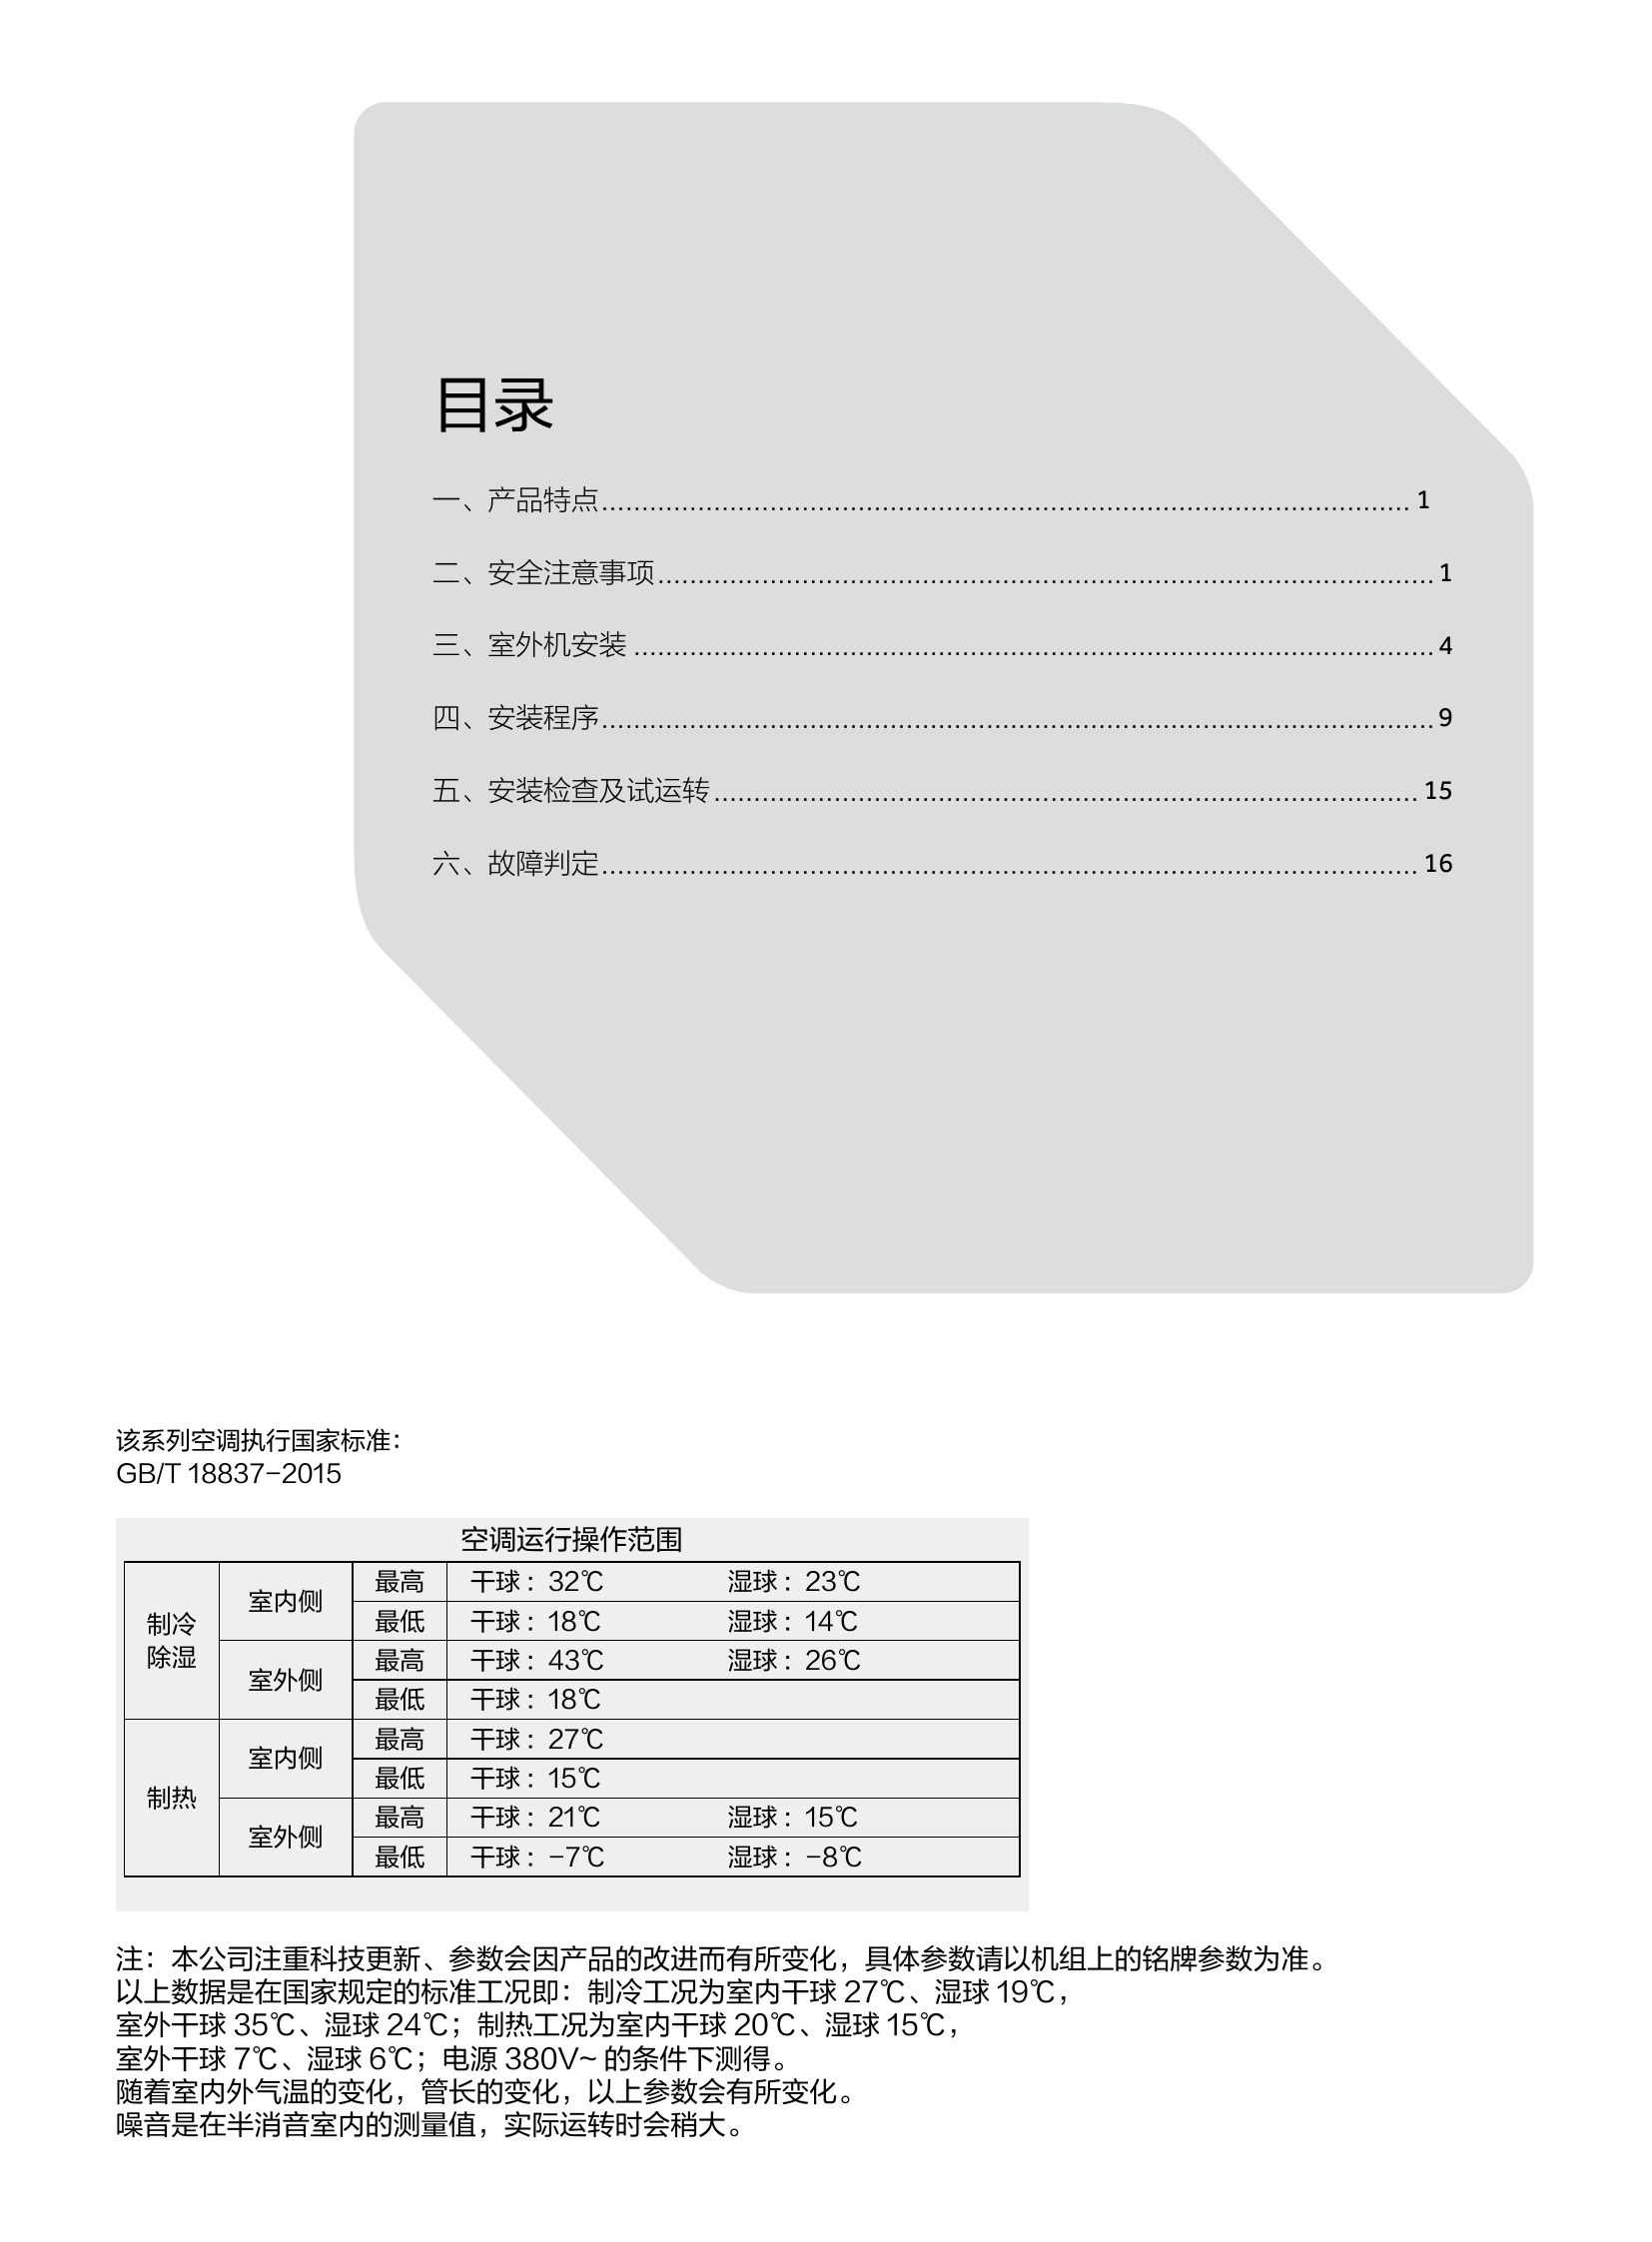 目录
一、产品特点 1
二、安全注意事项 1
三、室外机安装 4
四、安装程序 9
五、安装检查及试运转 15
六、故障判定 16
该系列空调执行国家标准：
GB/T 18837-2015
空调运行操作范围
制冷除湿 室内侧 最高 干球：32℃ 湿球：23℃
最低 干球：18℃ 湿球：14℃
室外侧 最高 干球：43℃ 湿球：26℃
最低 干球：18℃
制热 室内侧 最高 干球：27℃
最低 干球：15℃
室外侧 最高 干球：21℃ 湿球：15℃
最低 干球：-7℃ 湿球：-8℃
注：本公司注重科技更新、参数会因产品的改进而有所变化，具体参数请以机组上的铭牌参数为准。
以上数据是在国家规定的标准工况即：制冷工况为室内干球 27℃、湿球 19℃，
室外干球 35℃、湿球 24℃；制热工况为室内干球 20℃、湿球 15℃，
室外干球 7℃、湿球 6℃；电源 380V~ 的条件下测得。
随着室内外气温的变化，管长的变化，以上参数会有所变化。
噪音是在半消音室内的测量值，实际运转时会稍大。